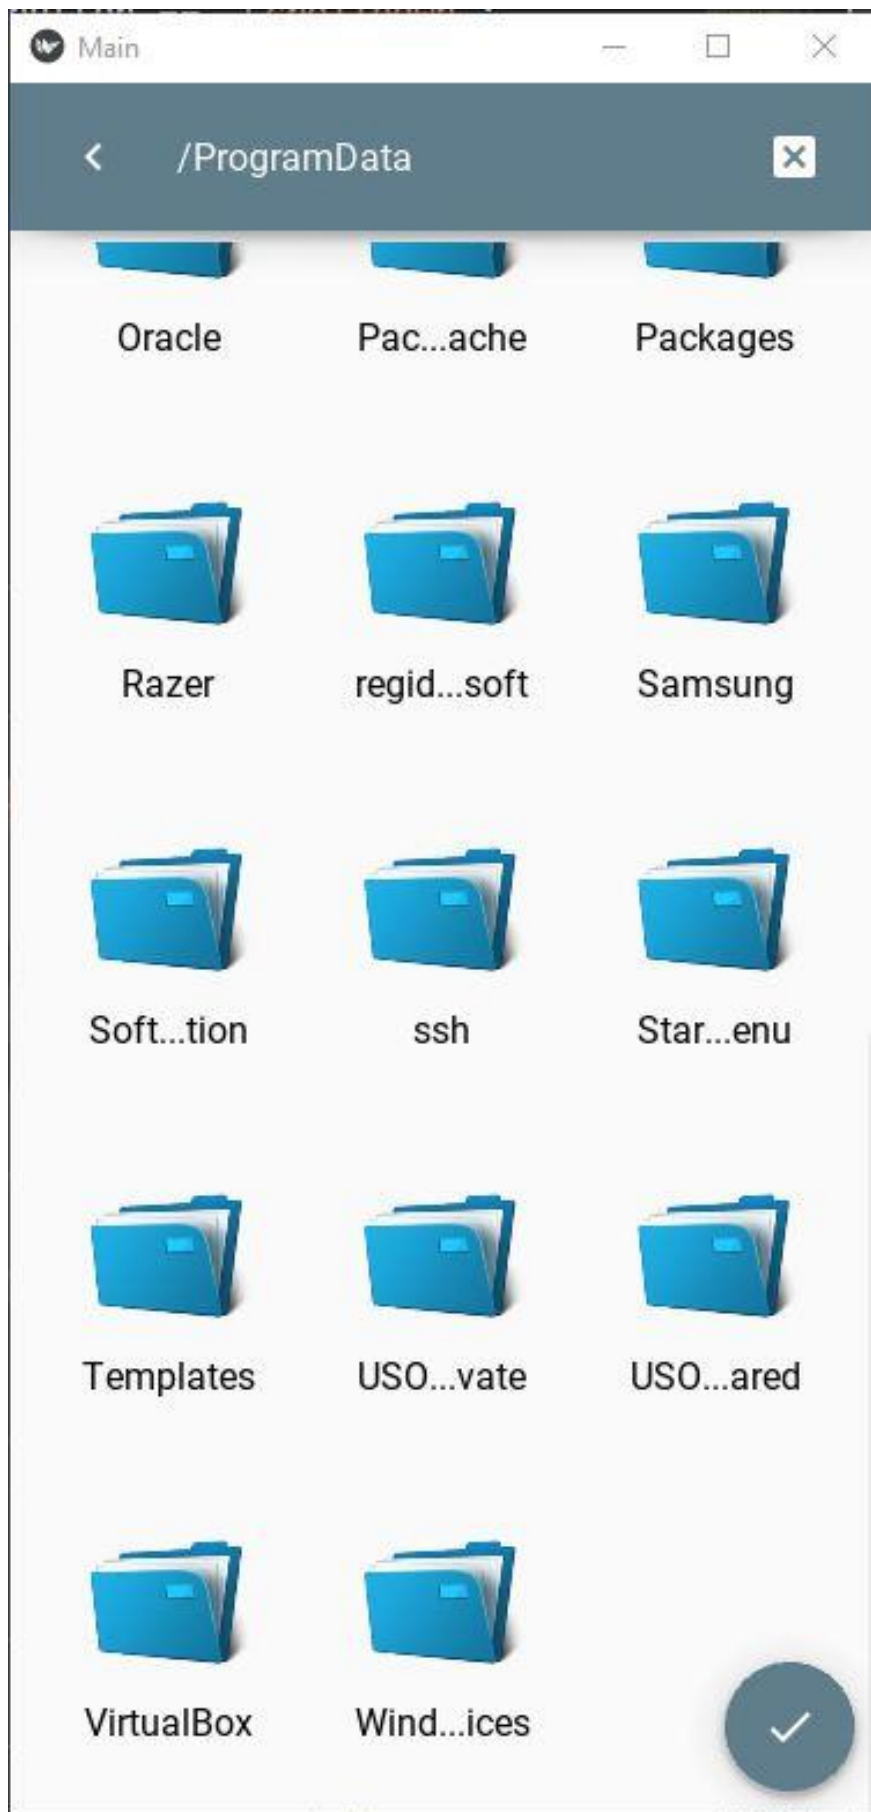 Main
/ProgramData
Oracle Pac...ache Packages
Razer regid...soft Samsung
Soft...tion ssh Star...enu
Templates USO...vate USO...ared
VirtualBox Wind...ices